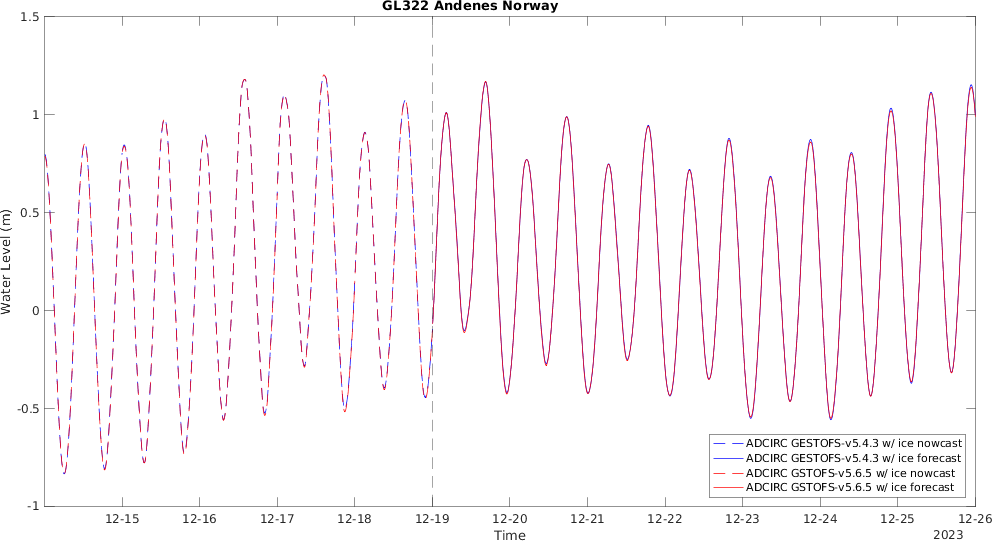 GL322 Andenes Norway
1.5
1
0.5
0
-0.5
-1
Water Level (m)
ADCIRC GESTOFS-v5.4.3 w/ ice nowcast
ADCIRC GESTOFS-v5.4.3 w/ ice forecast
ADCIRC GSTOFS-v5.6.5 w/ ice nowcast
ADCIRC GSTOFS-v5.6.5 w/ ice forecast
12-15 12-16 12-17 12-18 12-19 12-20 12-21 12-22 12-23 12-24 12-25 12-26
Time
2023